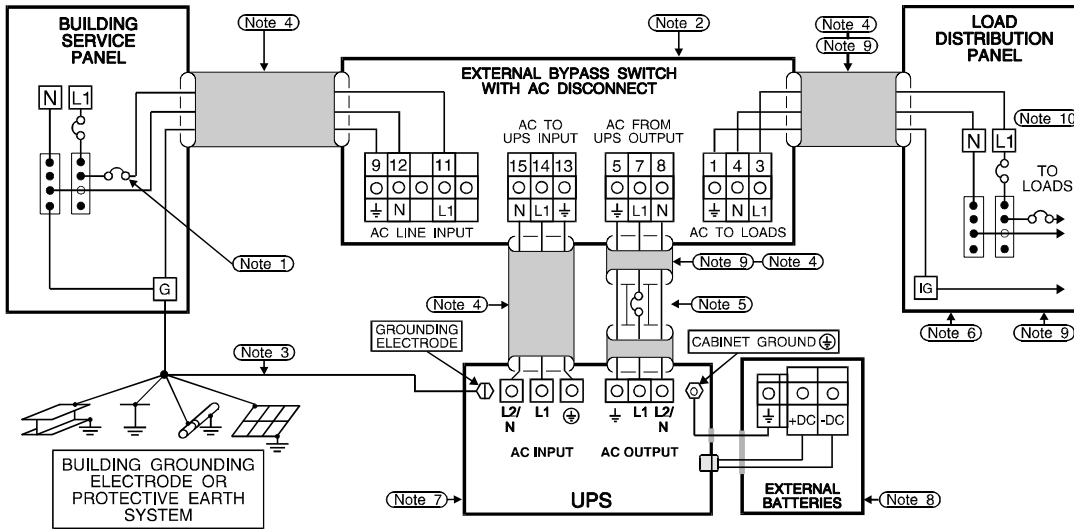 BUILDING
SERVICE
PANEL
Note 4
Note 2
Note 4
Note 9
LOAD
DISTRIBUTION
PANEL
EXTERNAL BYPASS SWITCH
WITH AC DISCONNECT
N L1
AC TO
UPS INPUT
AC FROM
UPS OUTPUT
Note 10
N L1
TO
LOADS
9 12 11
15 14 13
5 7 8
1 4 3
N L1
N L1
L1 N
N L1
AC LINE INPUT
AC TO LOADS
Note 1
G
Note 9
Note 4
IG
Note 4
Note 5
Note 6
Note 9
GROUNDING
ELECTRODE
CABINET GROUND
Note 3
L2/
N
L1
L1
L2/
N
+DC -DC
AC INPUT
AC OUTPUT
BUILDING GROUNDING
ELECTRODE OR
PROTECTIVE EARTH
SYSTEM
Note 7
UPS
EXTERNAL
BATTERIES
Note 8